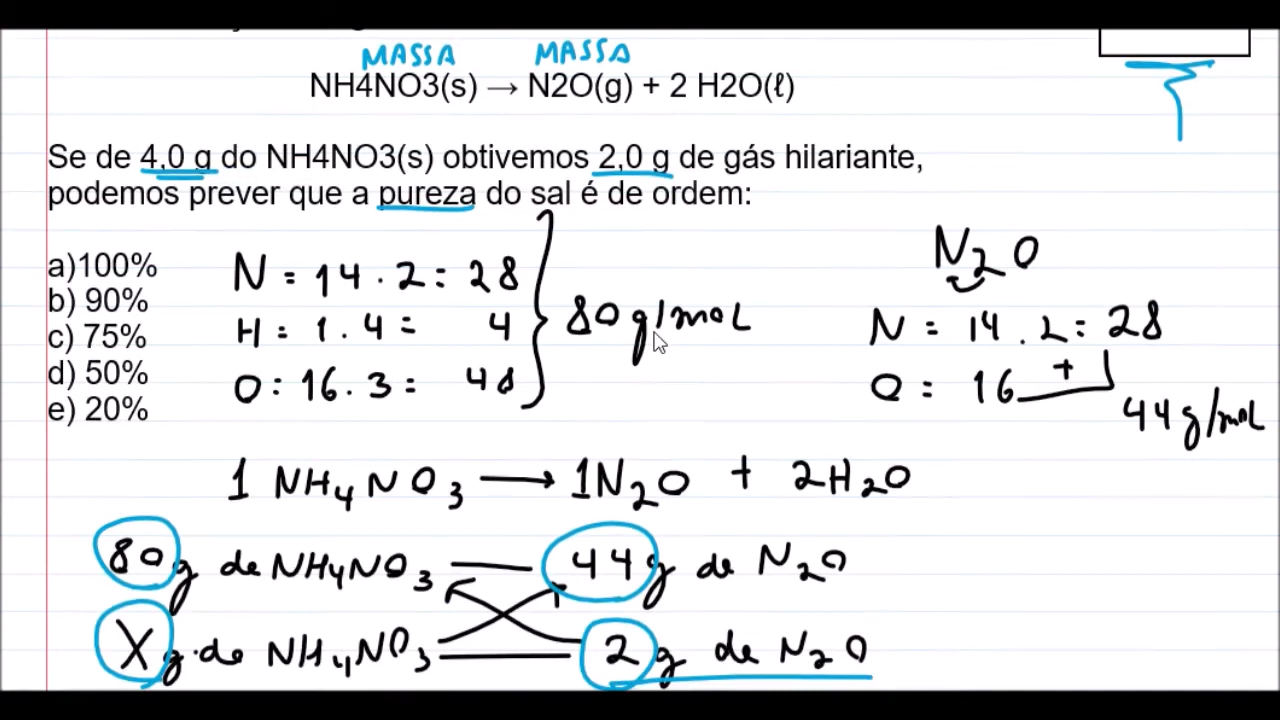 MASSA MASSA
NH4NO3(s) → N2O(g) + 2 H2O(ℓ)
Se de 4,0 g do NH4NO3(s) obtivemos 2,0 g de gás hilariante,
podemos prever que a pureza do sal é de ordem:
a)100%
b) 90%
c) 75%
d) 50%
e) 20%
N = 14 . 2 = 28
H = 1 . 4 = 4
O = 16 . 3 = 48
80 g/mol
N2O
N = 14 . 2 = 28
O = 16 +
44 g/mol
1 NH4NO3 → 1N2O + 2H2O
80g de NH4NO3 — 44g de N2O
X g de NH4NO3 — 2g de N2O